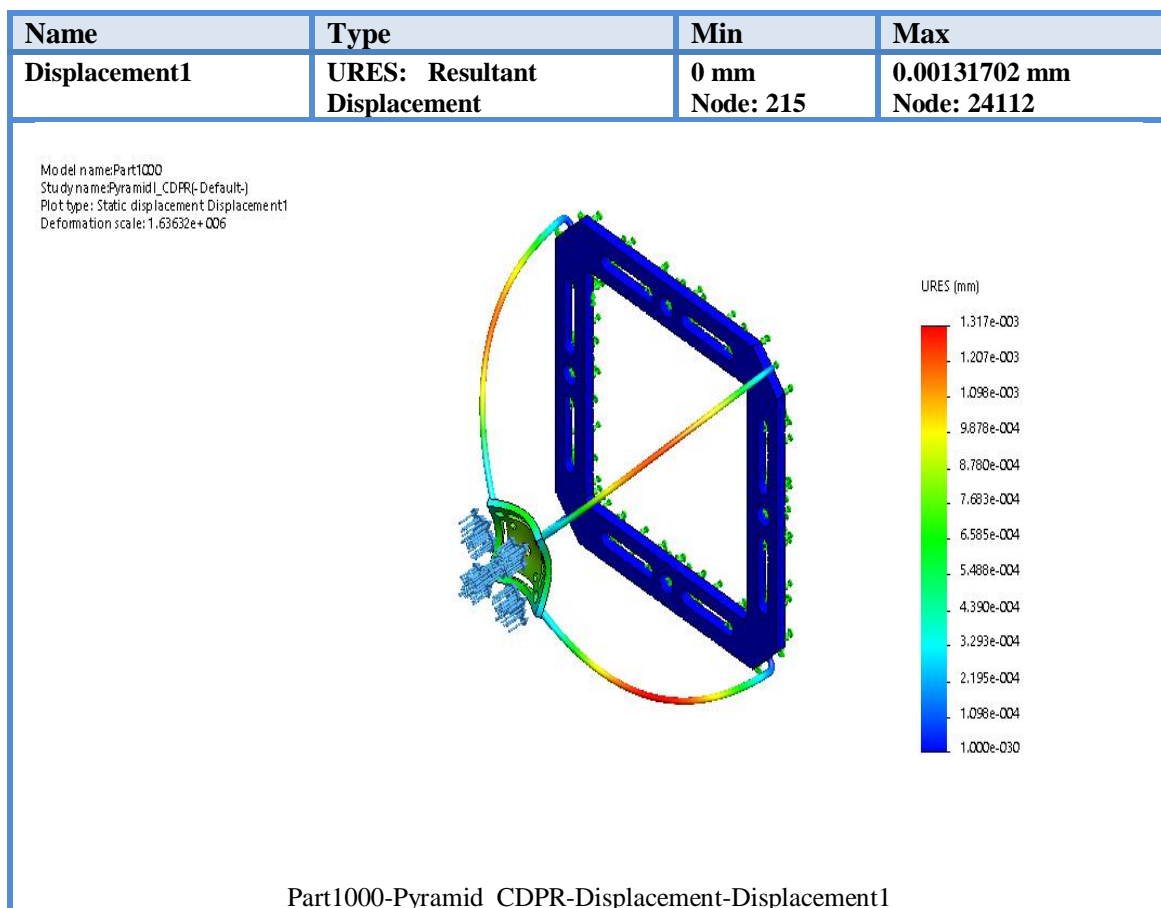 Name Type Min Max
Displacement1 URES: Resultant 0 mm 0.00131702 mm
Displacement Node: 215 Node: 24112
Model name:Part1000
Study name:Pyramidl_CDPR(-Default-)
Plot type: Static displacement Displacement1
Deformation scale: 1.63632e+006
URES (mm)
1.317e-003
1.207e-003
1.098e-003
9.878e-004
8.780e-004
7.683e-004
6.585e-004
5.488e-004
4.390e-004
3.293e-004
2.195e-004
1.098e-004
1.000e-030
Part1000-Pyramid_CDPR-Displacement-Displacement1